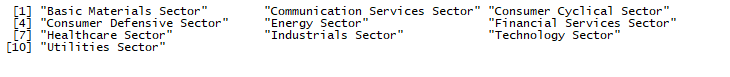 [1] "Basic Materials Sector" "Communication Services Sector" "Consumer Cyclical Sector"
[4] "Consumer Defensive Sector" "Energy Sector" "Financial Services Sector"
[7] "Healthcare Sector" "Industrials Sector" "Technology Sector"
[10] "Utilities Sector"